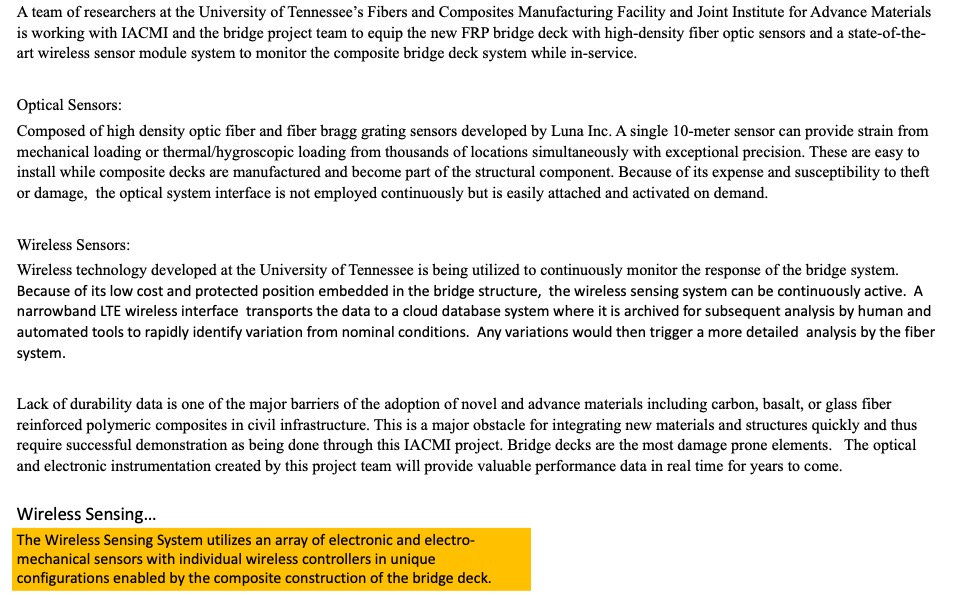 A team of researchers at the University of Tennessee’s Fibers and Composites Manufacturing Facility and Joint Institute for Advance Materials
is working with IACMI and the bridge project team to equip the new FRP bridge deck with high-density fiber optic sensors and a state-of-the-
art wireless sensor module system to monitor the composite bridge deck system while in-service.
Optical Sensors:
Composed of high density optic fiber and fiber bragg grating sensors developed by Luna Inc. A single 10-meter sensor can provide strain from
mechanical loading or thermal/hygroscopic loading from thousands of locations simultaneously with exceptional precision. These are easy to
install while composite decks are manufactured and become part of the structural component. Because of its expense and susceptibility to theft
or damage,  the optical system interface is not employed continuously but is easily attached and activated on demand.
Wireless Sensors:
Wireless technology developed at the University of Tennessee is being utilized to continuously monitor the response of the bridge system.
Because of its low cost and protected position embedded in the bridge structure,  the wireless sensing system can be continuously active.  A
narrowband LTE wireless interface  transports the data to a cloud database system where it is archived for subsequent analysis by human and
automated tools to rapidly identify variation from nominal conditions.  Any variations would then trigger a more detailed  analysis by the fiber
system.
Lack of durability data is one of the major barriers of the adoption of novel and advance materials including carbon, basalt, or glass fiber
reinforced polymeric composites in civil infrastructure. This is a major obstacle for integrating new materials and structures quickly and thus
require successful demonstration as being done through this IACMI project. Bridge decks are the most damage prone elements.   The optical
and electronic instrumentation created by this project team will provide valuable performance data in real time for years to come.
Wireless Sensing...
The Wireless Sensing System utilizes an array of electronic and electro-
mechanical sensors with individual wireless controllers in unique
configurations enabled by the composite construction of the bridge deck.